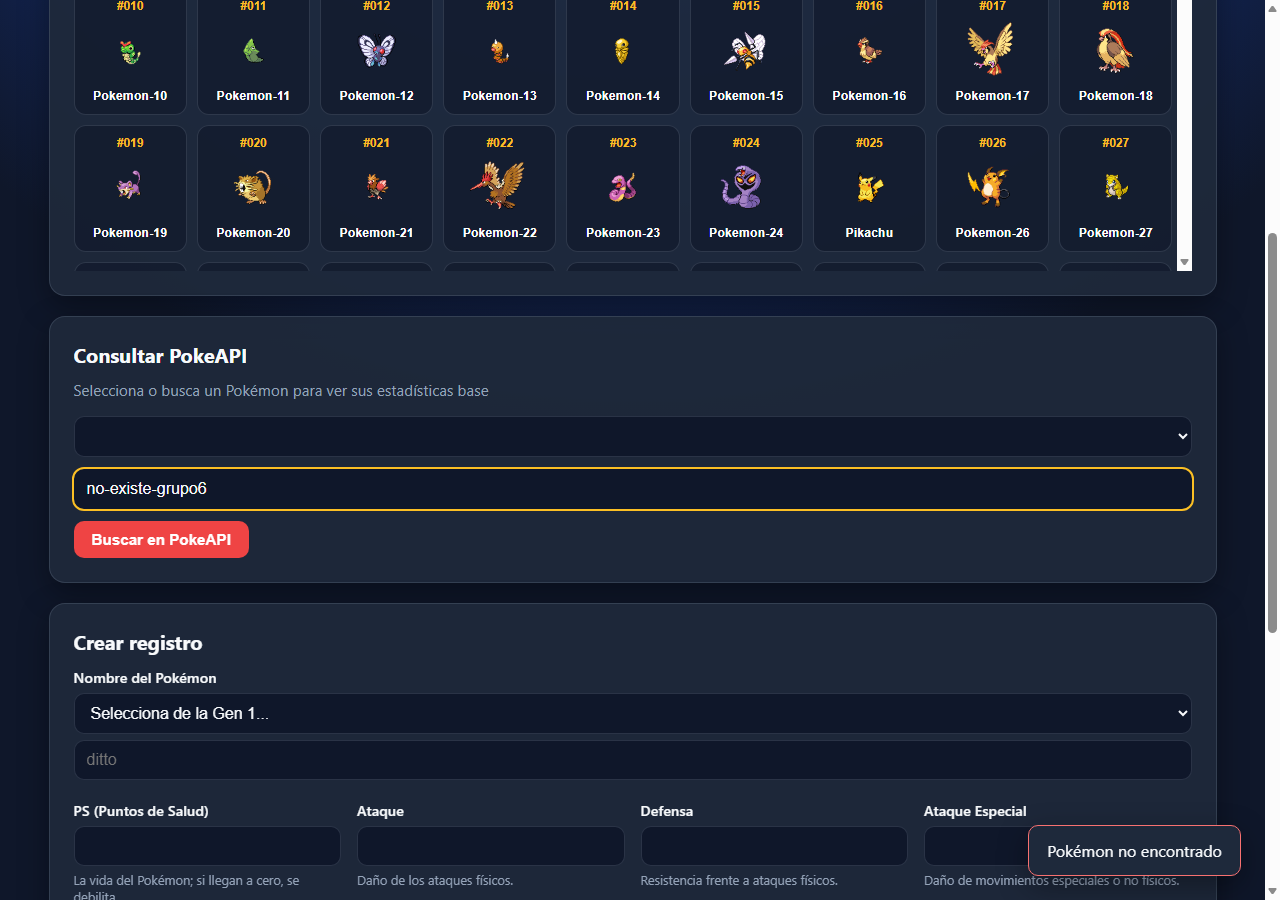 #010 #011 #012 #013 #014 #015 #016 #017 #018
Pokemon-10 Pokemon-11 Pokemon-12 Pokemon-13 Pokemon-14 Pokemon-15 Pokemon-16 Pokemon-17 Pokemon-18
#019 #020 #021 #022 #023 #024 #025 #026 #027
Pokemon-19 Pokemon-20 Pokemon-21 Pokemon-22 Pokemon-23 Pokemon-24 Pikachu Pokemon-26 Pokemon-27
Consultar PokeAPI
Selecciona o busca un Pokémon para ver sus estadísticas base
no-existe-grupo6
Buscar en PokeAPI
Crear registro
Nombre del Pokémon
Selecciona de la Gen 1...
ditto
PS (Puntos de Salud) Ataque Defensa Ataque Especial
Pokémon no encontrado
La vida del Pokémon; si llegan a cero, se Daño de los ataques físicos. Resistencia frente a ataques físicos. Daño de movimientos especiales o no físicos.
debilita.